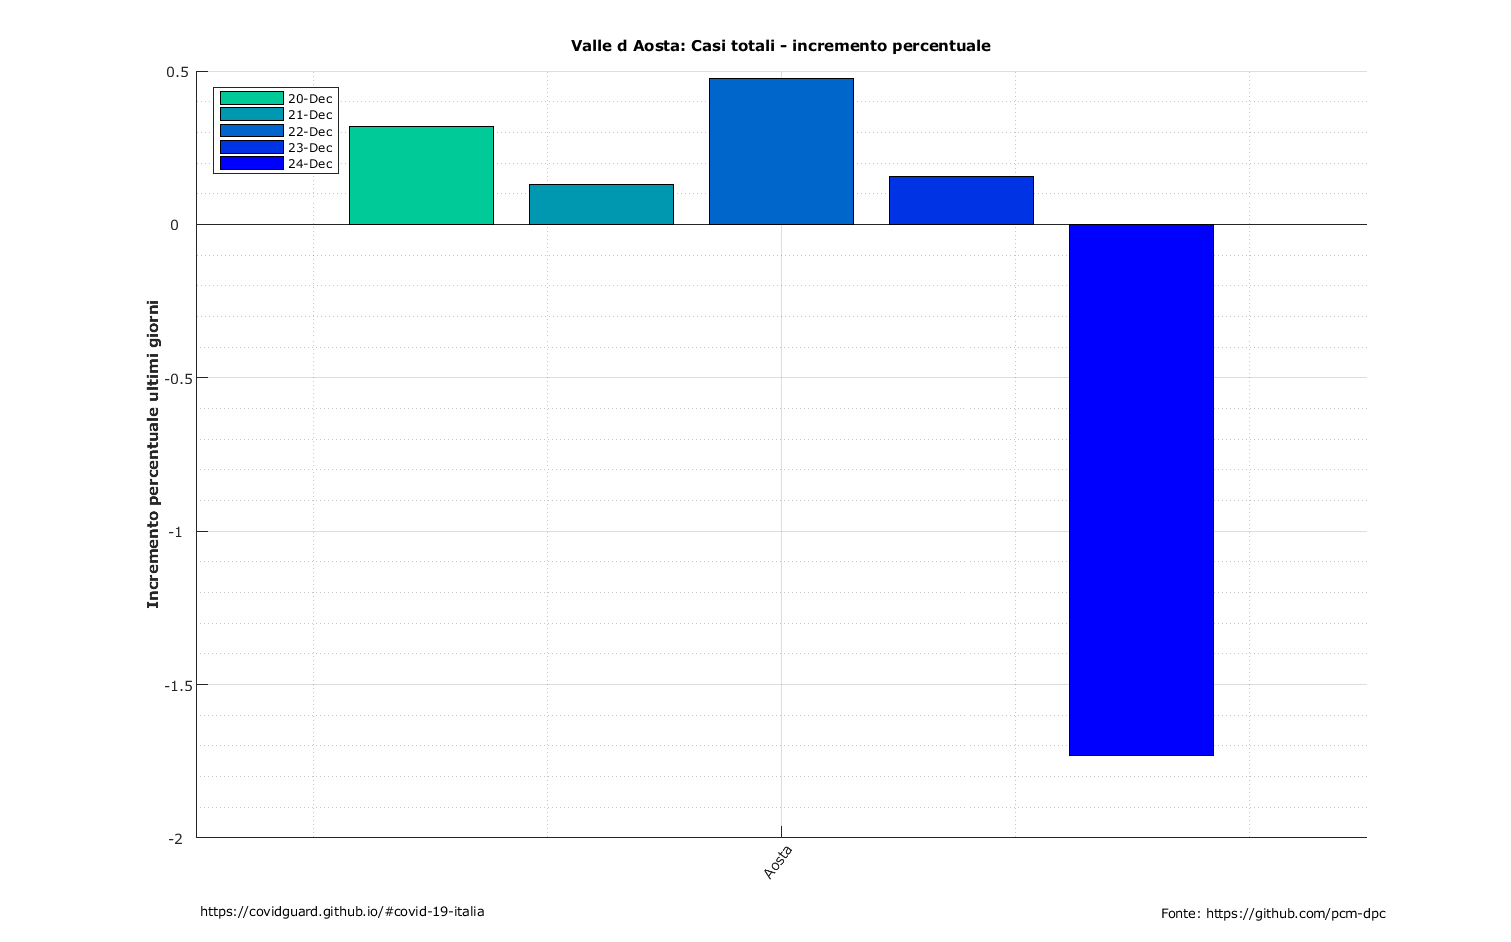 Valle d Aosta: Casi totali - incremento percentuale
0.5
0
-0.5
-1
-1.5
-2
Incremento percentuale ultimi giorni
20-Dec
21-Dec
22-Dec
23-Dec
24-Dec
Aosta
https://covidguard.github.io/#covid-19-italia
Fonte: https://github.com/pcm-dpc